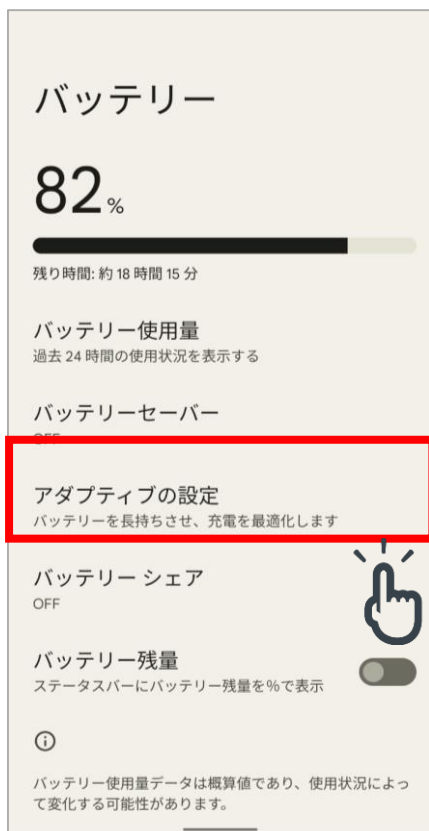 バッテリー
82%
残り時間: 約 18 時間 15 分
バッテリー使用量
過去 24 時間の使用状況を表示する
バッテリーセーバー
OFF
アダプティブの設定
バッテリーを長持ちさせ、充電を最適化します
バッテリー シェア
OFF
バッテリー残量
ステータスバーにバッテリー残量を%で表示
バッテリー使用量データは概算値であり、使用状況によっ
て変化する可能性があります。